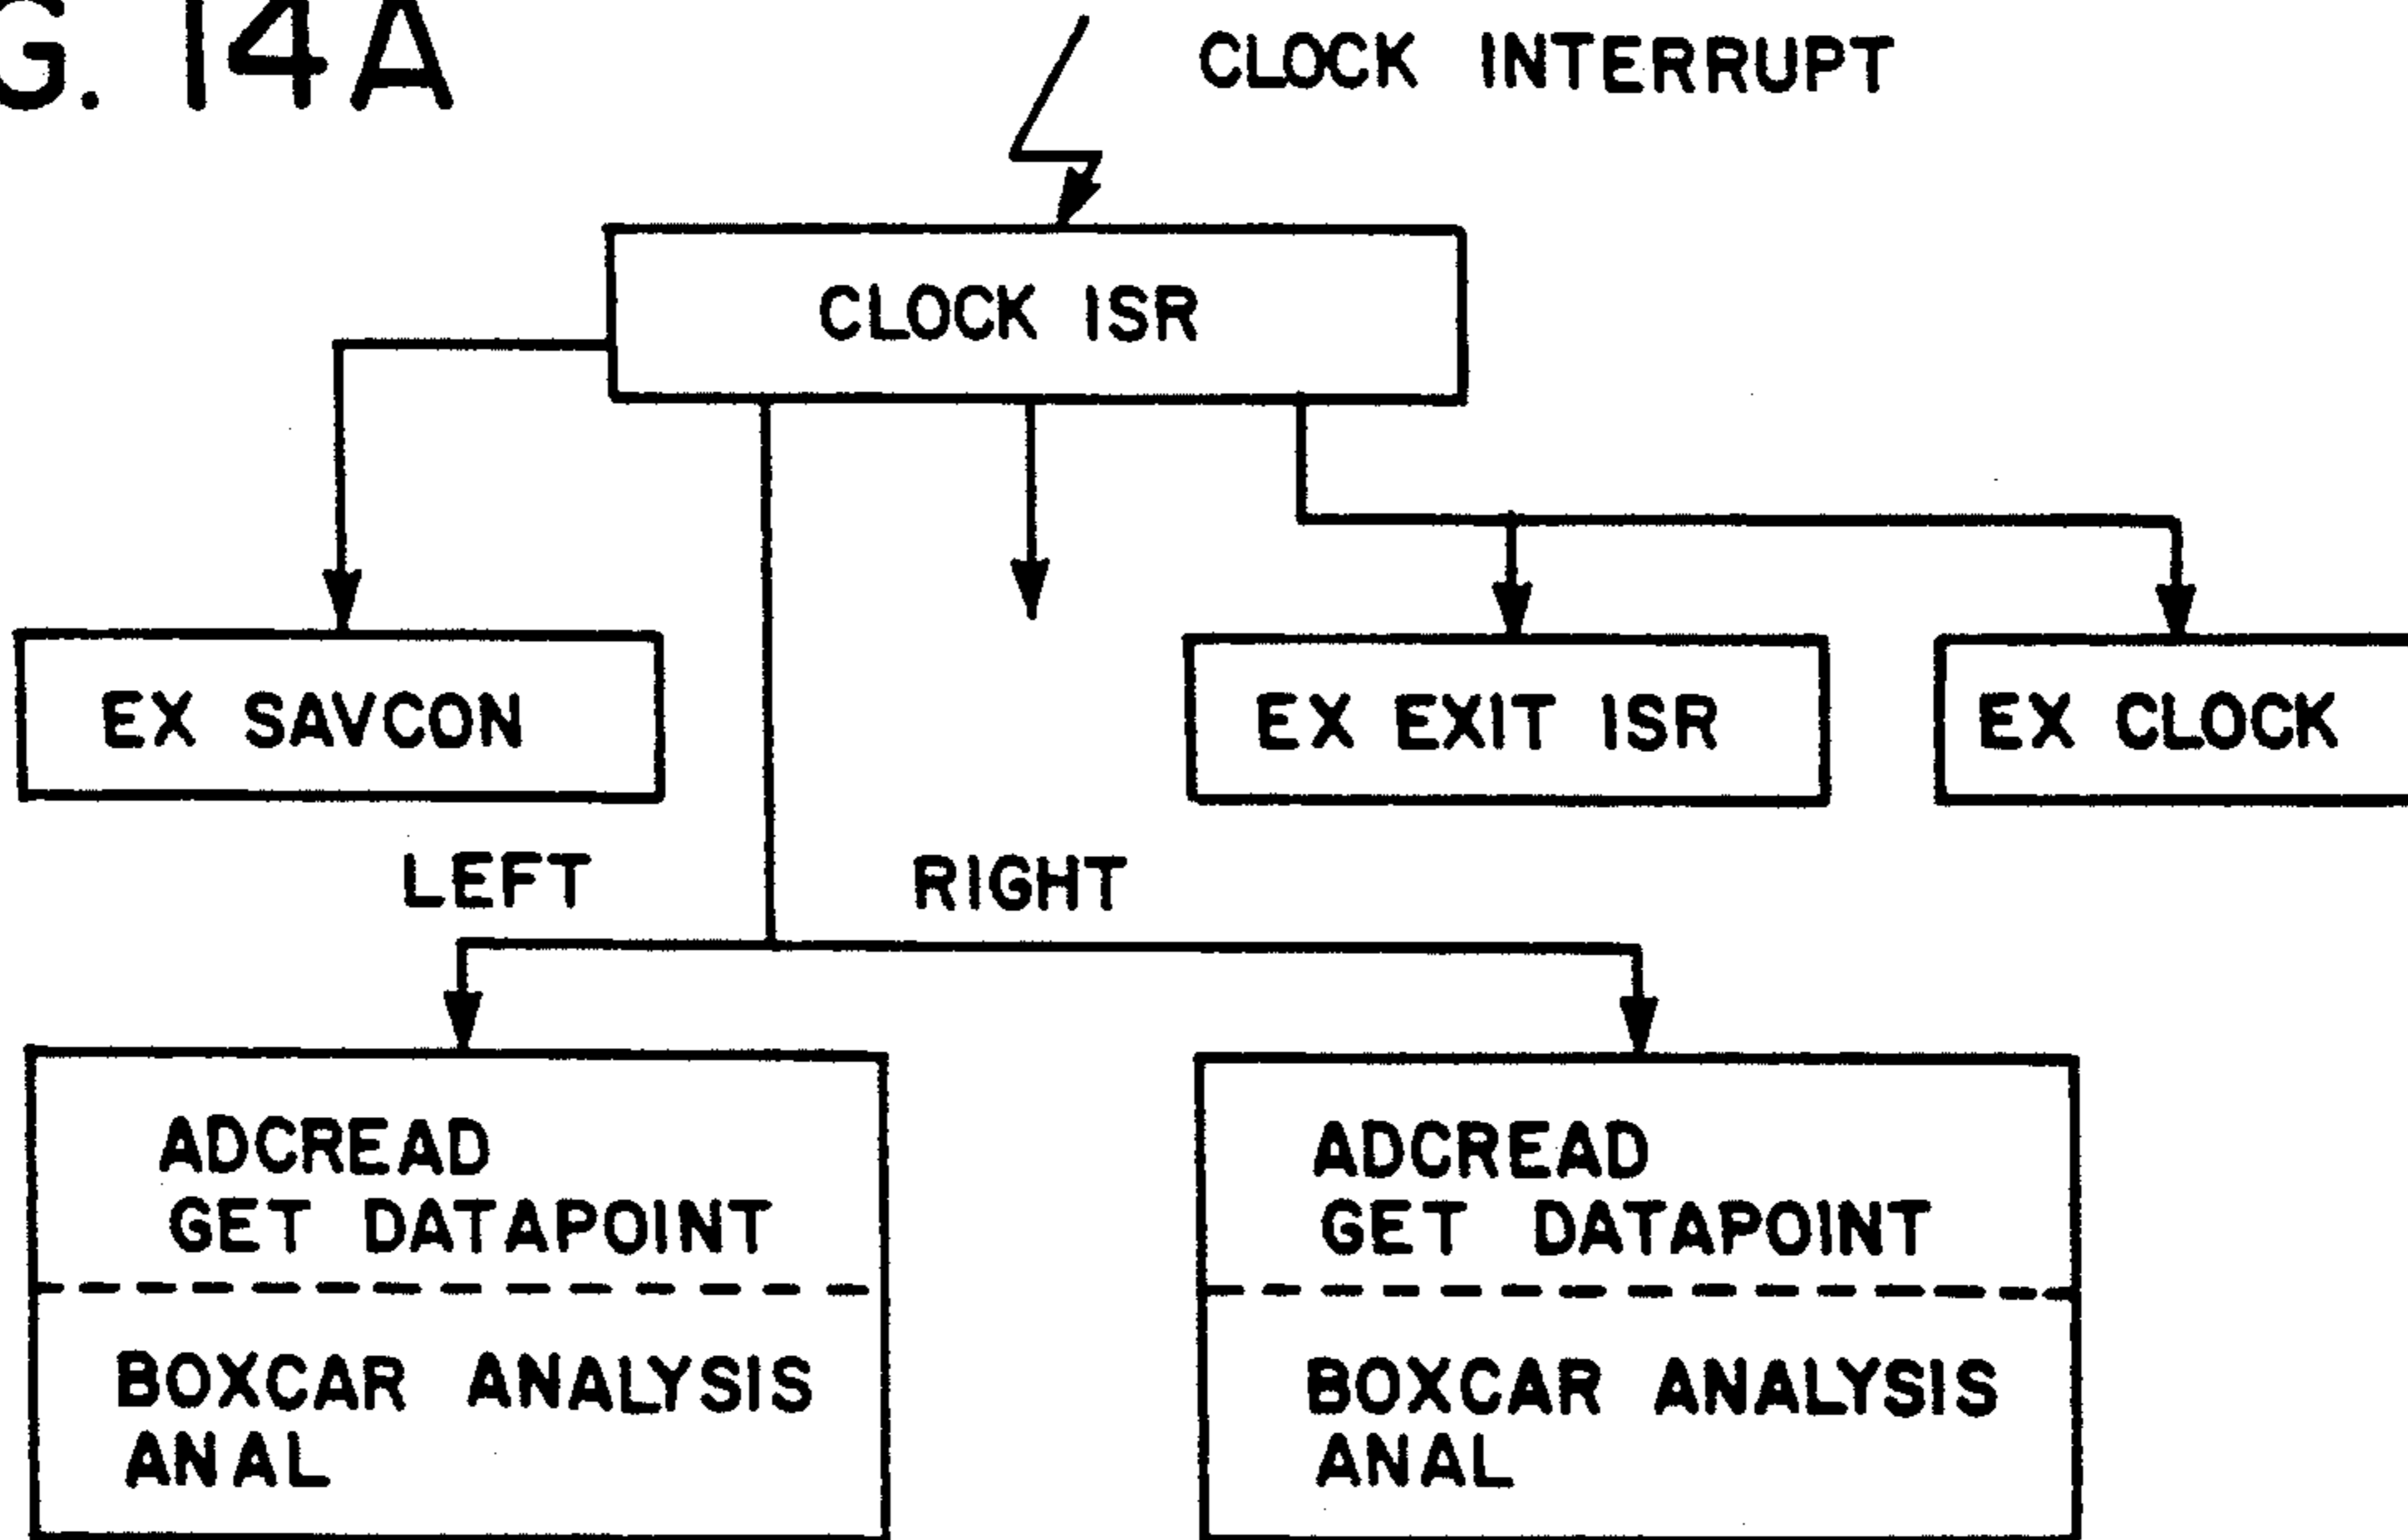 G. 14A
CLOCK INTERRUPT
CLOCK ISR
EX SAVCON
EX EXIT ISR
EX CLOCK
LEFT
RIGHT
ADCREAD
GET DATAPOINT
BOXCAR ANALYSIS
ANAL
ADCREAD
GET DATAPOINT
BOXCAR ANALYSIS
ANAL